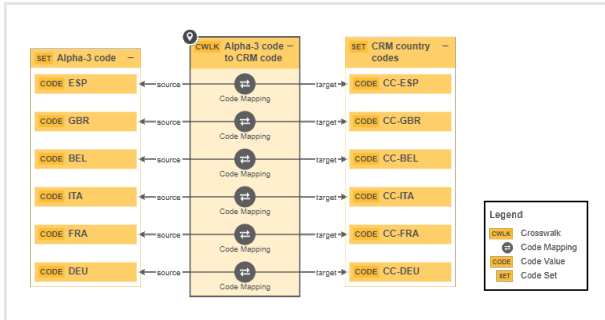 SET Alpha-3 code –
CODE ESP
CODE GBR
CODE BEL
CODE ITA
CODE FRA
CODE DEU
CWLK Alpha-3 code –
to CRM code
source
target
Code Mapping
source
target
Code Mapping
source
target
Code Mapping
source
target
Code Mapping
source
target
Code Mapping
source
target
Code Mapping
SET CRM country –
codes
CODE CC-ESP
CODE CC-GBR
CODE CC-BEL
CODE CC-ITA
CODE CC-FRA
CODE CC-DEU
Legend
CWLK Crosswalk
Code Mapping
CODE Code Value
SET Code Set